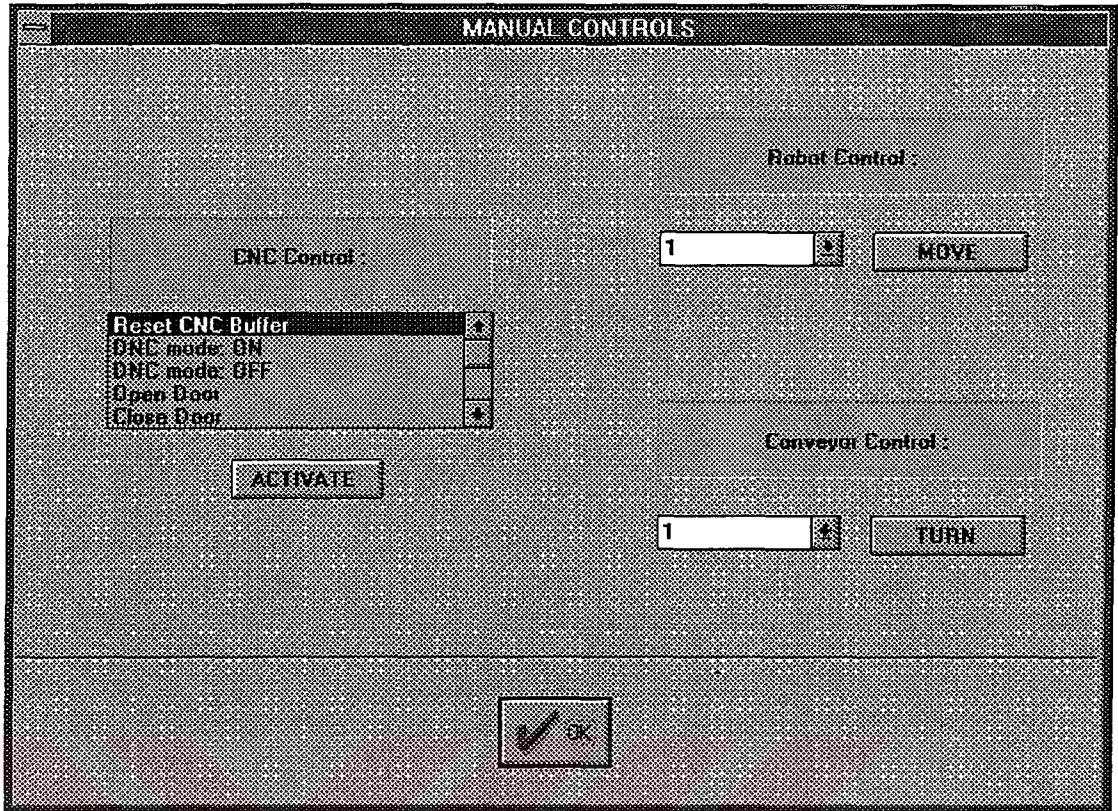 MANUAL CONTROLS
Robot Control :
1
MOVE
CNC Control :
Reset CNC Buffer
DNC mode: ON
DNC mode: OFF
Open Door
Close Door
ACTIVATE
Conveyor Control :
1
TURN
OK